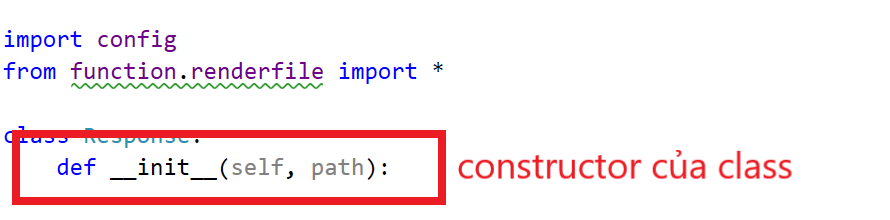 import config
from function.renderfile import *
class Response:
def __init__(self, path):
constructor của class